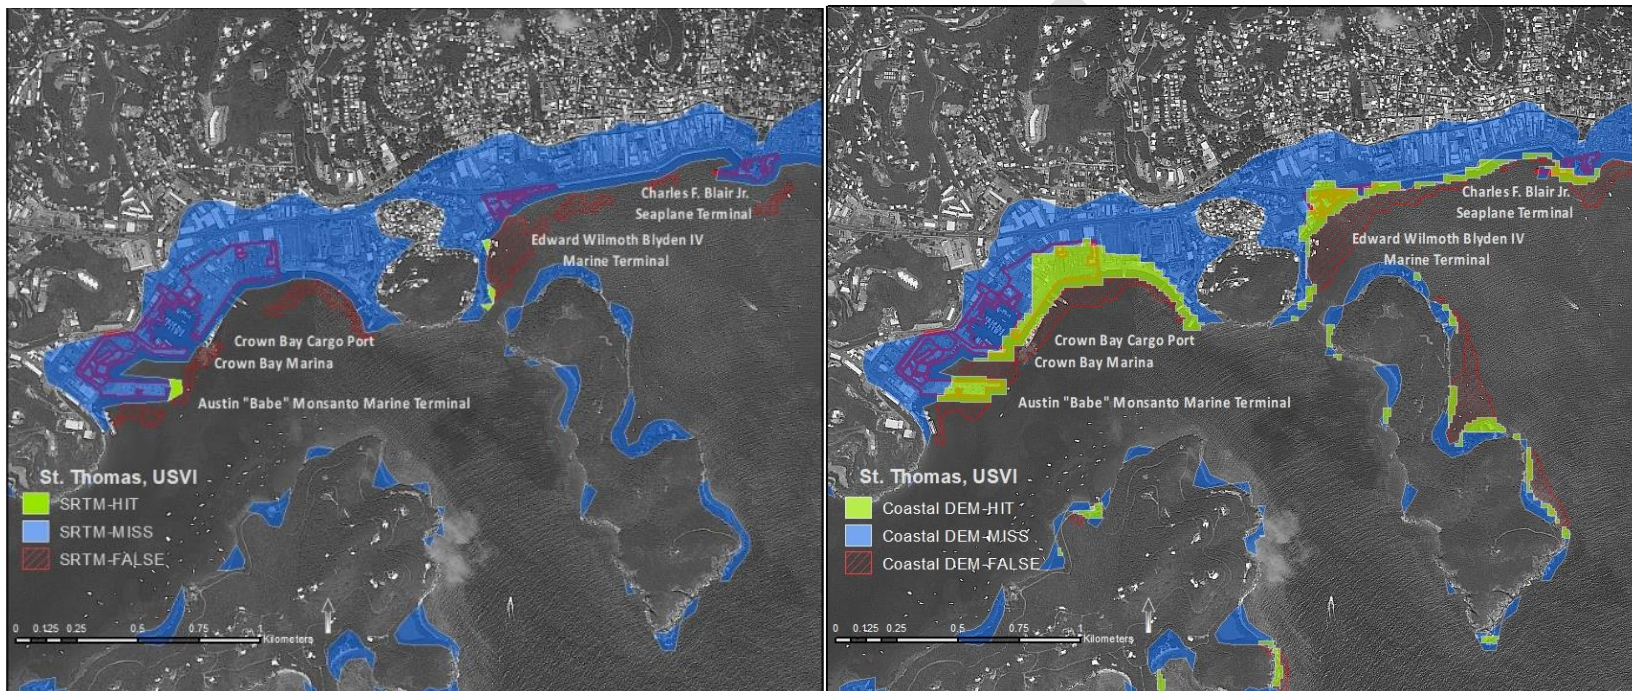 Charles F. Blair Jr.
Seaplane Terminal
Edward Wilmoth Blyden IV
Marine Terminal
Crown Bay Cargo Port
Crown Bay Marina
Austin "Babe" Monsanto Marine Terminal
St. Thomas, USVI
SRTM-HIT
SRTM-MISS
SRTM-FALSE
0 0.125 0.25 0.5 0.75 1
Kilometers
Charles F. Blair Jr.
Seaplane Terminal
Edward Wilmoth Blyden IV
Marine Terminal
Crown Bay Cargo Port
Crown Bay Marina
Austin "Babe" Monsanto Marine Terminal
St. Thomas, USVI
Coastal DEM-HIT
Coastal DEM-MISS
Coastal DEM-FALSE
0 0.125 0.25 0.5 0.75 1
Kilometers